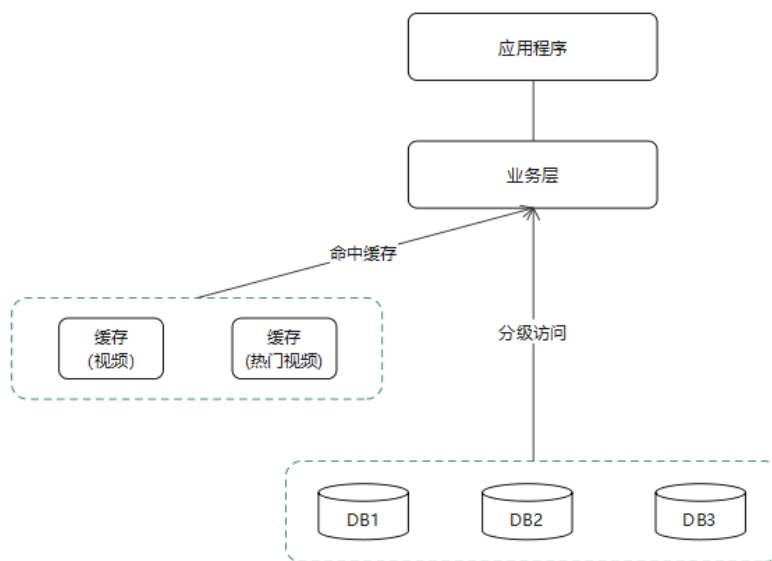 应用程序
业务层
命中缓存
缓存
(视频)
缓存
(热门视频)
分级访问
DB1
DB2
DB3